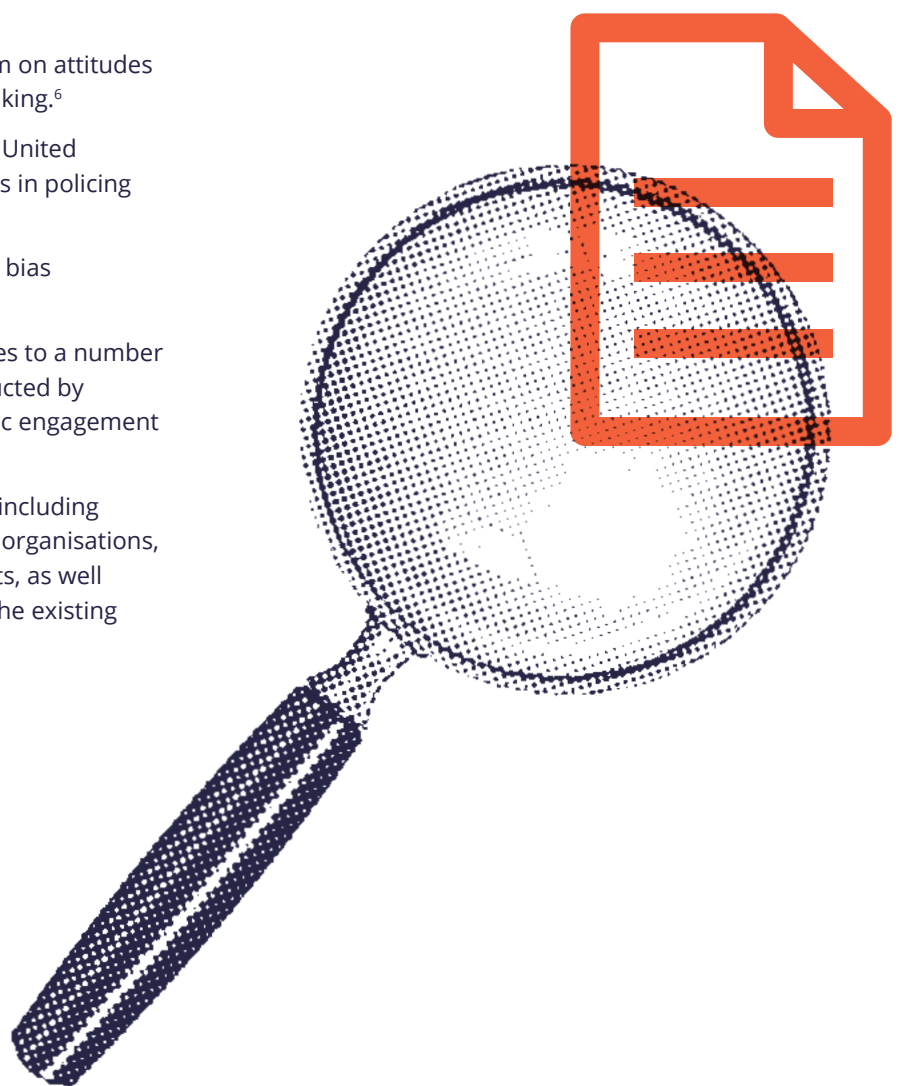 n on attitudes
king.⁶
United
s in policing
bias
es to a number
ucted by
c engagement
including
organisations,
ts, as well
he existing